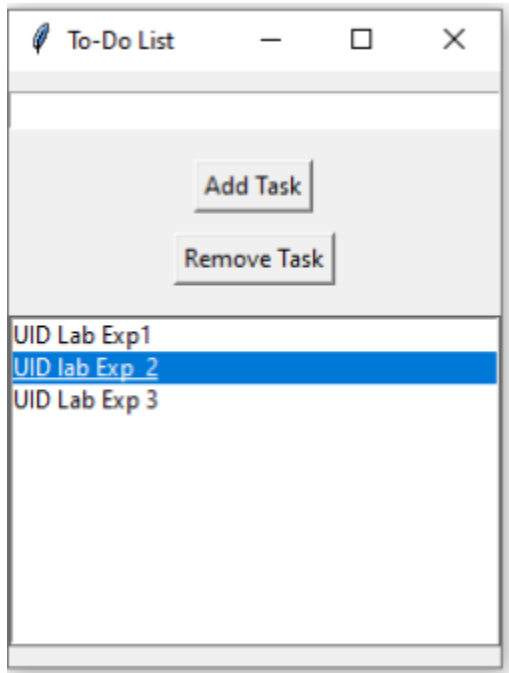 To-Do List
Add Task
Remove Task
UID Lab Exp1
UID lab Exp  2
UID Lab Exp 3